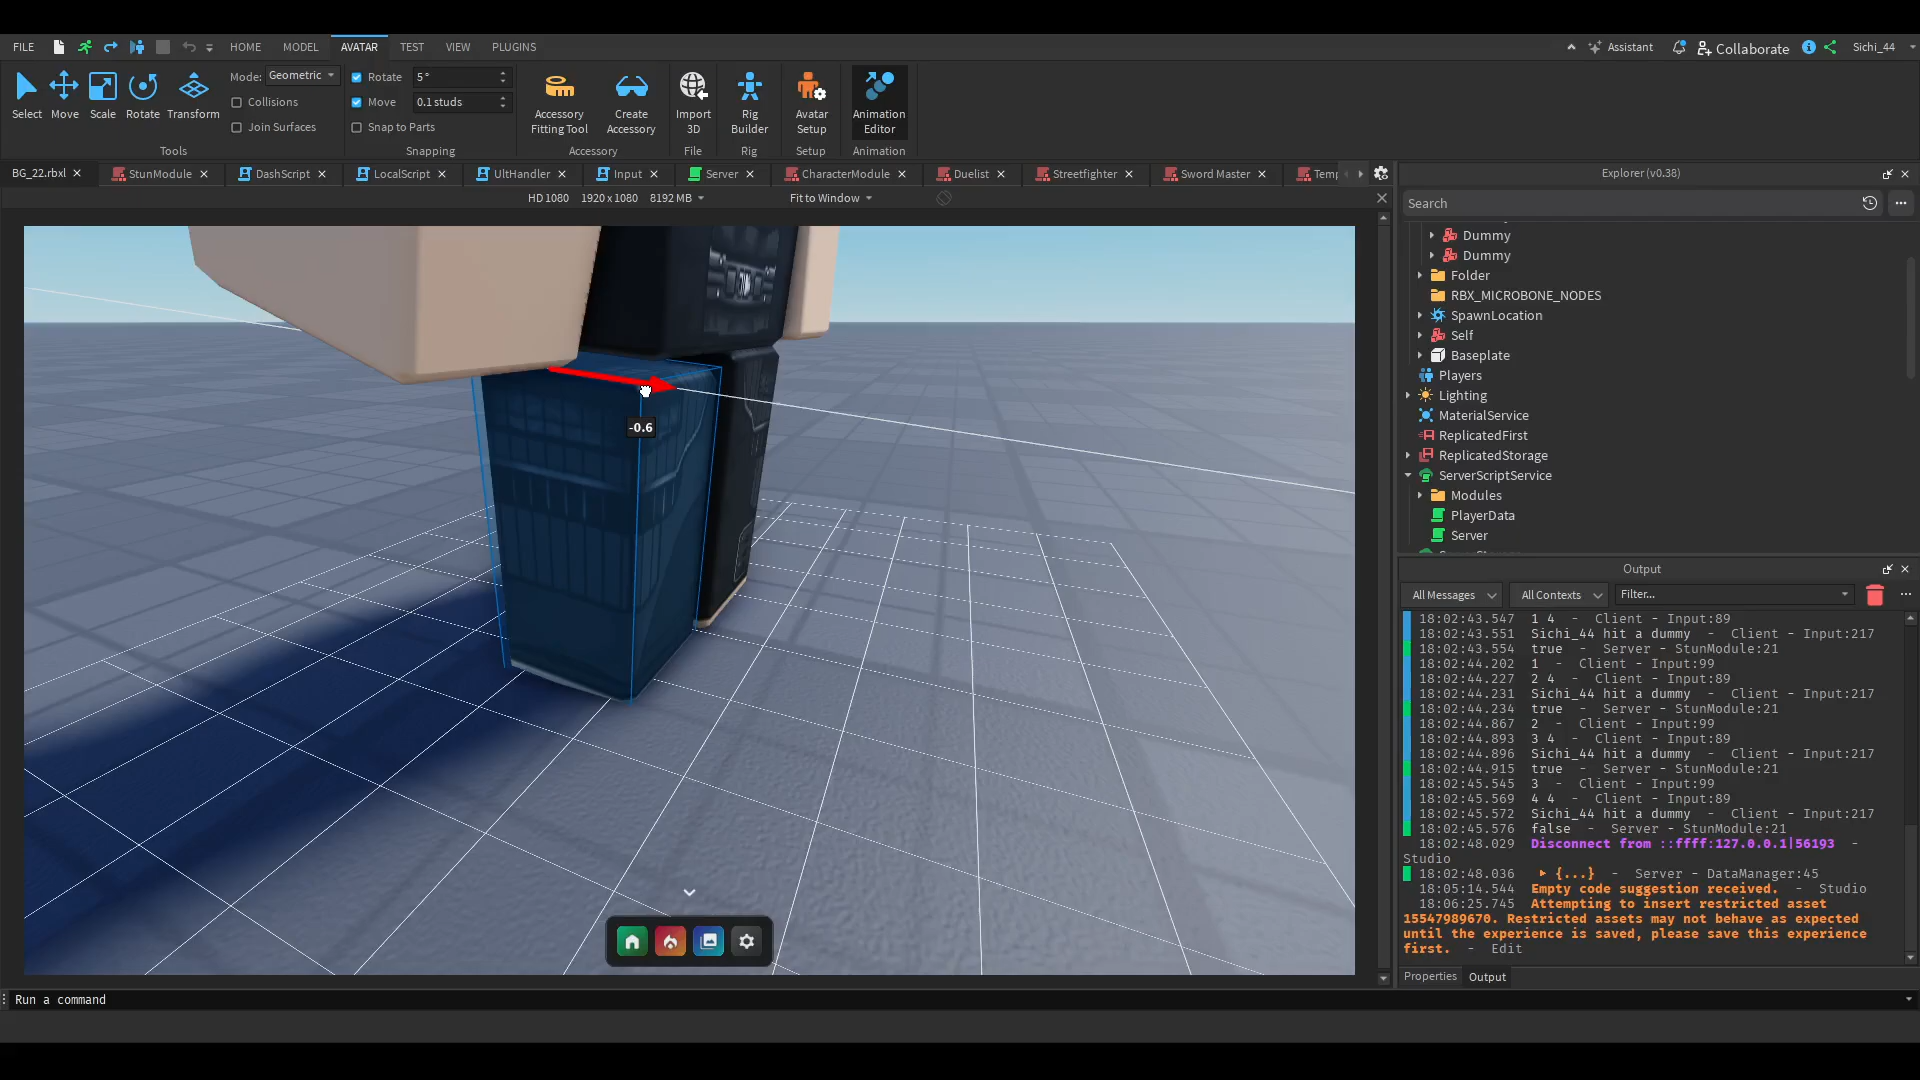 FILE
HOME
MODEL
AVATAR
TEST
VIEW
PLUGINS
Assistant
Collaborate
Sichi_44
Select
Move
Scale
Rotate
Transform
Mode: Geometric
Collisions
Join Surfaces
Tools
Rotate 5°
Move 0.1 studs
Snap to Parts
Snapping
Accessory
Fitting Tool
Create
Accessory
Accessory
Import
3D
File
Rig
Builder
Rig
Avatar
Setup
Setup
Animation
Editor
Animation
BG_22.rbxl
StunModule
DashScript
LocalScript
UltHandler
Input
Server
CharacterModule
Duelist
Streetfighter
Sword Master
Temp
HD 1080 1920 x 1080 8192 MB
Fit to Window
-0.6
Explorer (v0.38)
Search
Dummy
Dummy
Folder
RBX_MICROBONE_NODES
SpawnLocation
Self
Baseplate
Players
Lighting
MaterialService
ReplicatedFirst
ReplicatedStorage
ServerScriptService
Modules
PlayerData
Server
Output
All Messages
All Contexts
Filter...
18:02:43.547 1 4 - Client - Input:89
18:02:43.551 Sichi_44 hit a dummy - Client - Input:217
18:02:43.554 true - Server - StunModule:21
18:02:44.202 1 - Client - Input:99
18:02:44.227 2 4 - Client - Input:89
18:02:44.231 Sichi_44 hit a dummy - Client - Input:217
18:02:44.234 true - Server - StunModule:21
18:02:44.867 2 - Client - Input:99
18:02:44.893 3 4 - Client - Input:89
18:02:44.896 Sichi_44 hit a dummy - Client - Input:217
18:02:44.915 true - Server - StunModule:21
18:02:45.545 3 - Client - Input:99
18:02:45.569 4 4 - Client - Input:89
18:02:45.572 Sichi_44 hit a dummy - Client - Input:217
18:02:45.576 false - Server - StunModule:21
18:02:48.029 Disconnect from ::ffff:127.0.0.1|56193 -
Studio
18:02:48.036 ▸ {...} - Server - DataManager:45
18:05:14.544 Empty code suggestion received. - Studio
18:06:25.745 Attempting to insert restricted asset
15547989670. Restricted assets may not behave as expected
until the experience is saved, please save this experience
first. - Edit
Properties
Output
Run a command